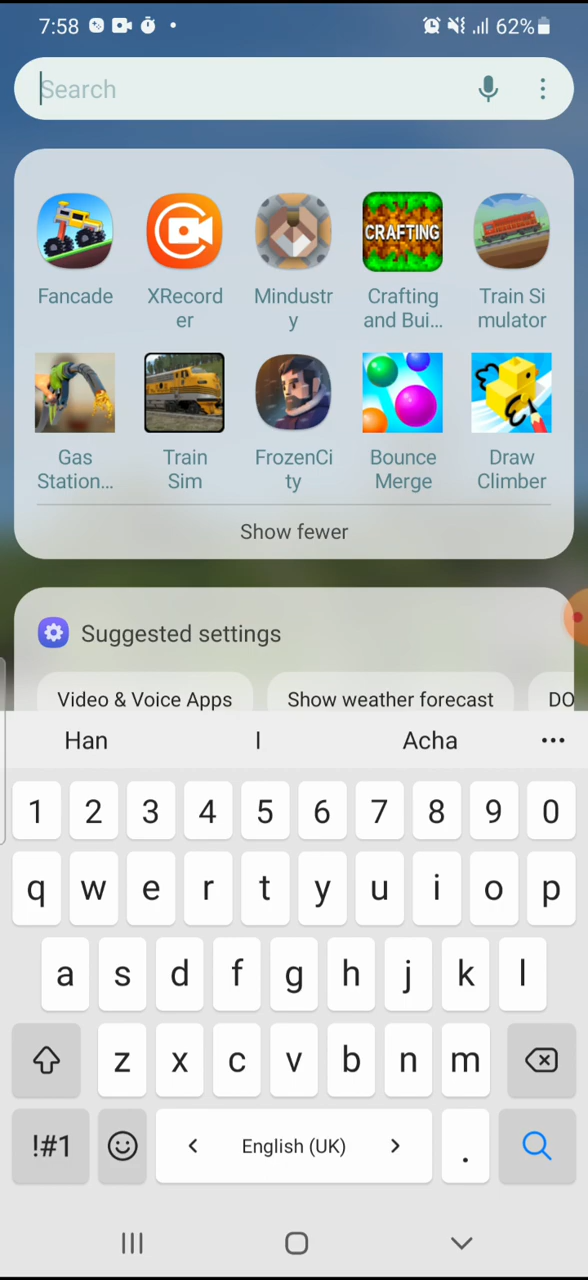 7:58 62%
Search
CRAFTING
Fancade XRecord Mindustr Crafting Train Si
er y and Bui... mulator
Gas Train FrozenCi Bounce Draw
Station... Sim ty Merge Climber
Show fewer
Suggested settings
Video & Voice Apps Show weather forecast DO
Han I Acha •••
1 2 3 4 5 6 7 8 9 0
q w e r t y u i o p
a s d f g h j k l
z x c v b n m
!#1 < English (UK) > .